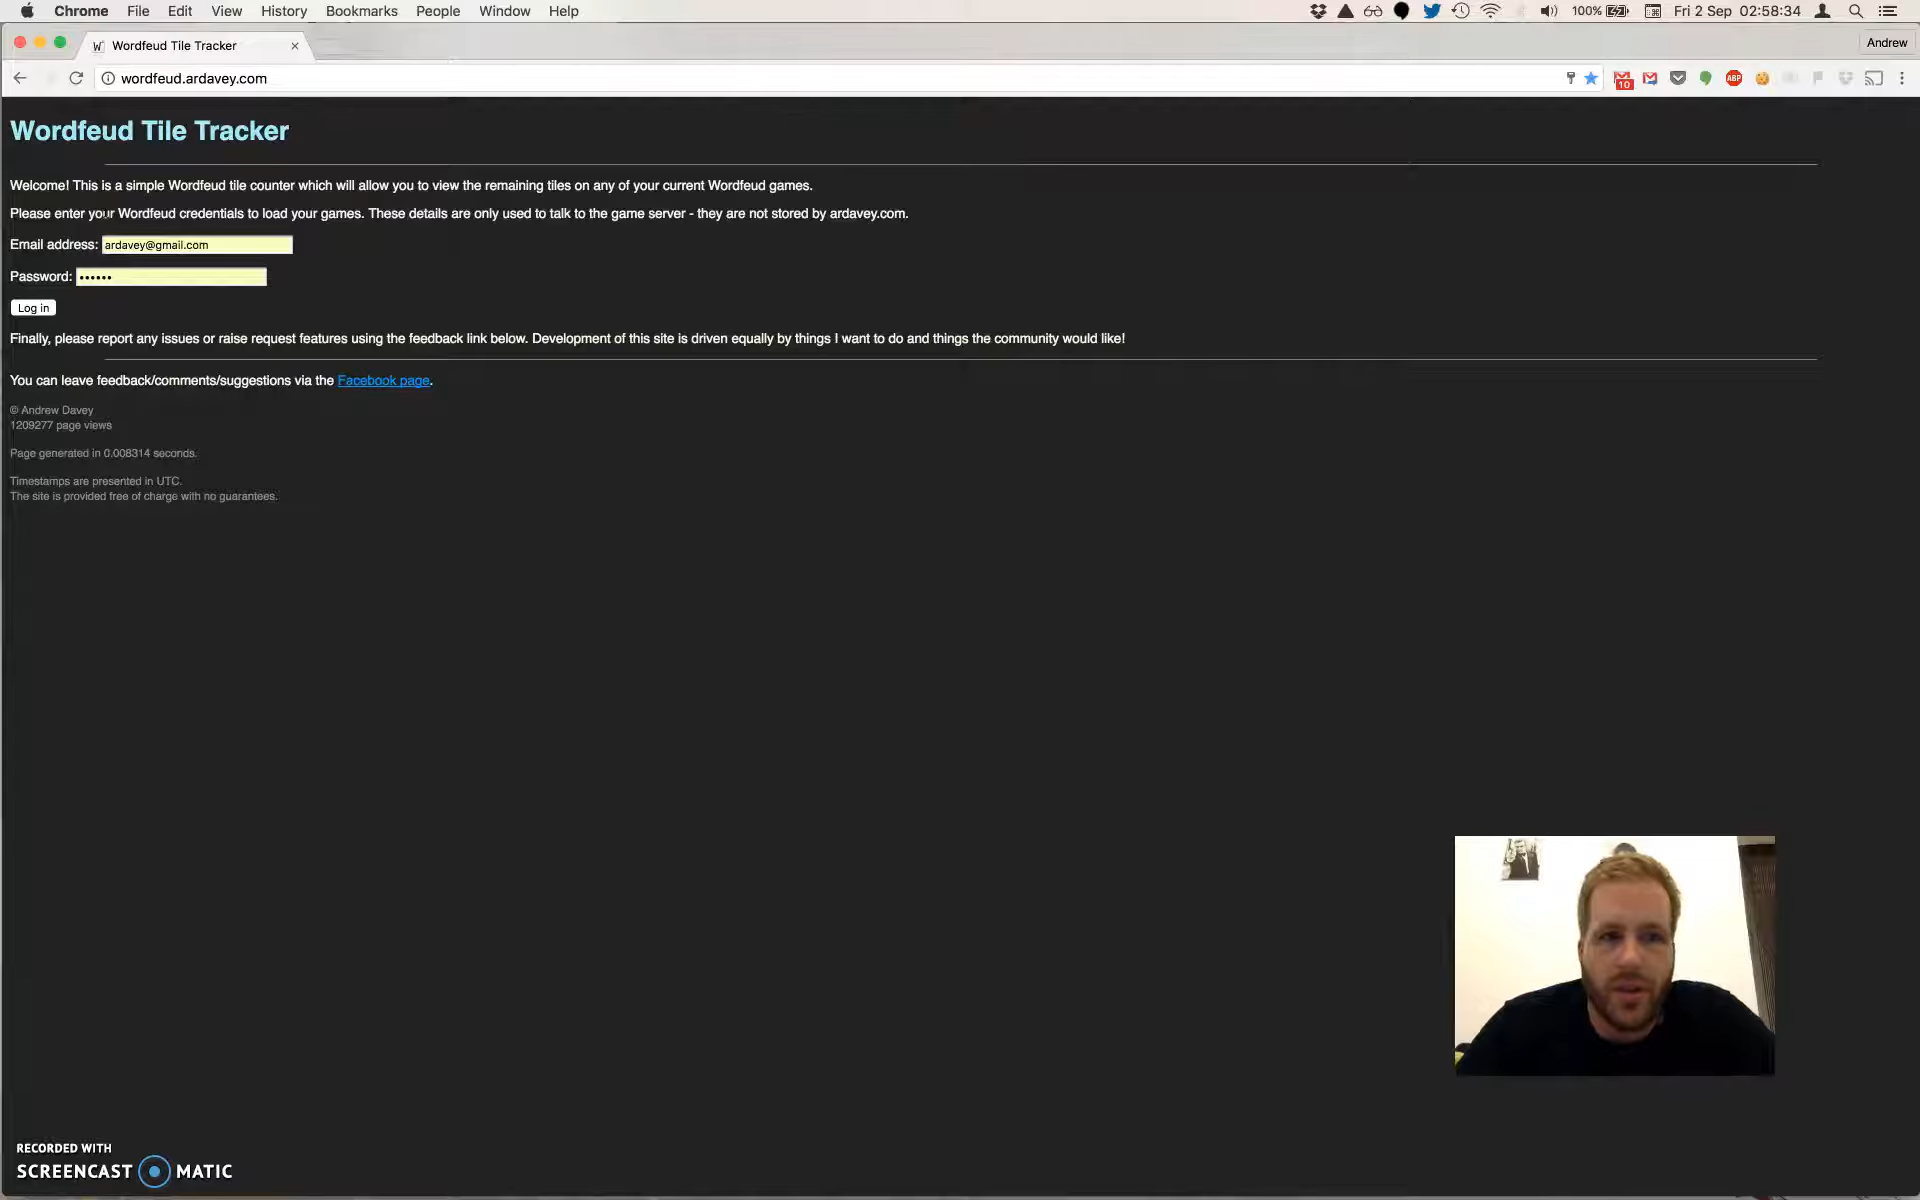 Chrome File Edit View History Bookmarks People Window Help 100% Fri 2 Sep 02:58:34
Wordfeud Tile Tracker Andrew
wordfeud.ardavey.com ABP
10
Wordfeud Tile Tracker
Welcome! This is a simple Wordfeud tile counter which will allow you to view the remaining tiles on any of your current Wordfeud games.
Please enter your Wordfeud credentials to load your games. These details are only used to talk to the game server - they are not stored by ardavey.com.
Email address: ardavey@gmail.com
Password: ••••••
Log in
Finally, please report any issues or raise request features using the feedback link below. Development of this site is driven equally by things I want to do and things the community would like!
You can leave feedback/comments/suggestions via the Facebook page.
© Andrew Davey
1209277 page views
Page generated in 0.008314 seconds.
Timestamps are presented in UTC.
The site is provided free of charge with no guarantees.
RECORDED WITH
SCREENCAST MATIC